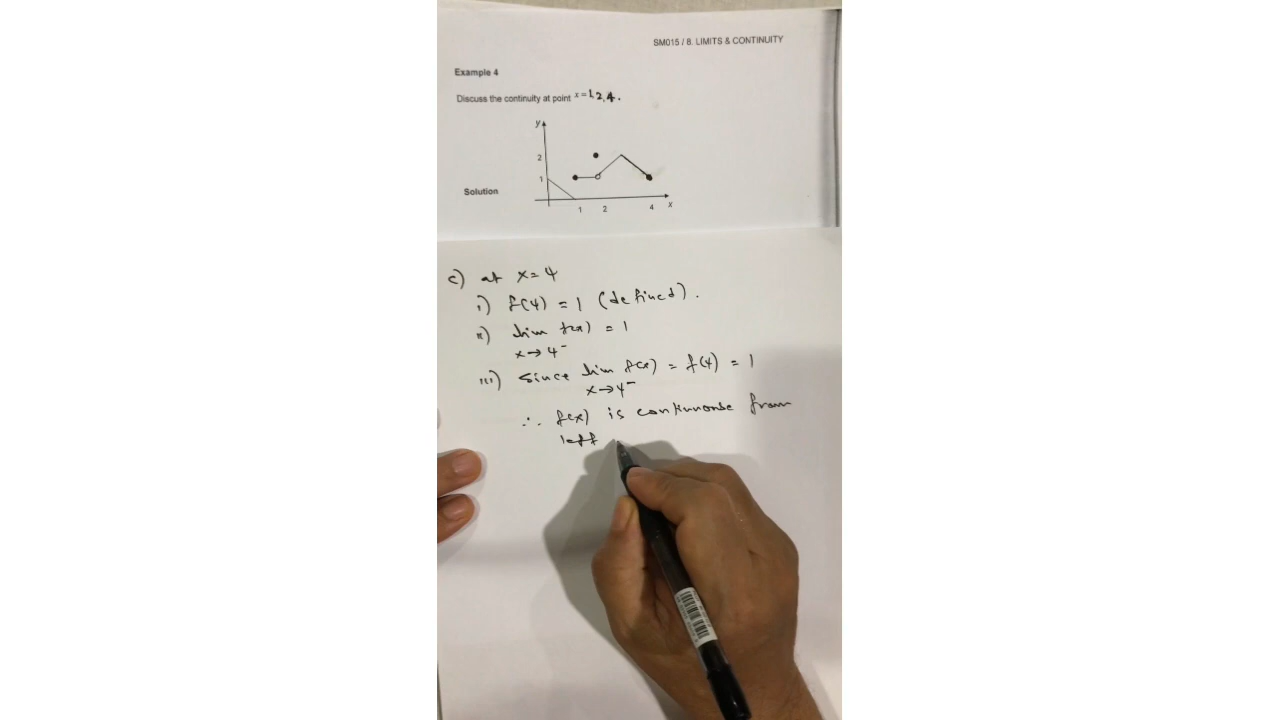 SM015 / 8. LIMITS & CONTINUITY
Example 4
Discuss the continuity at point x = 1, 2, 4.
y
2
1
Solution
1 2 4 x
c) at x = 4
i) f(4) = 1 (defined).
ii) lim f(x) = 1
x→4⁻
iii) Since lim f(x) = f(4) = 1
x→4⁻
∴ f(x) is continuous from
left